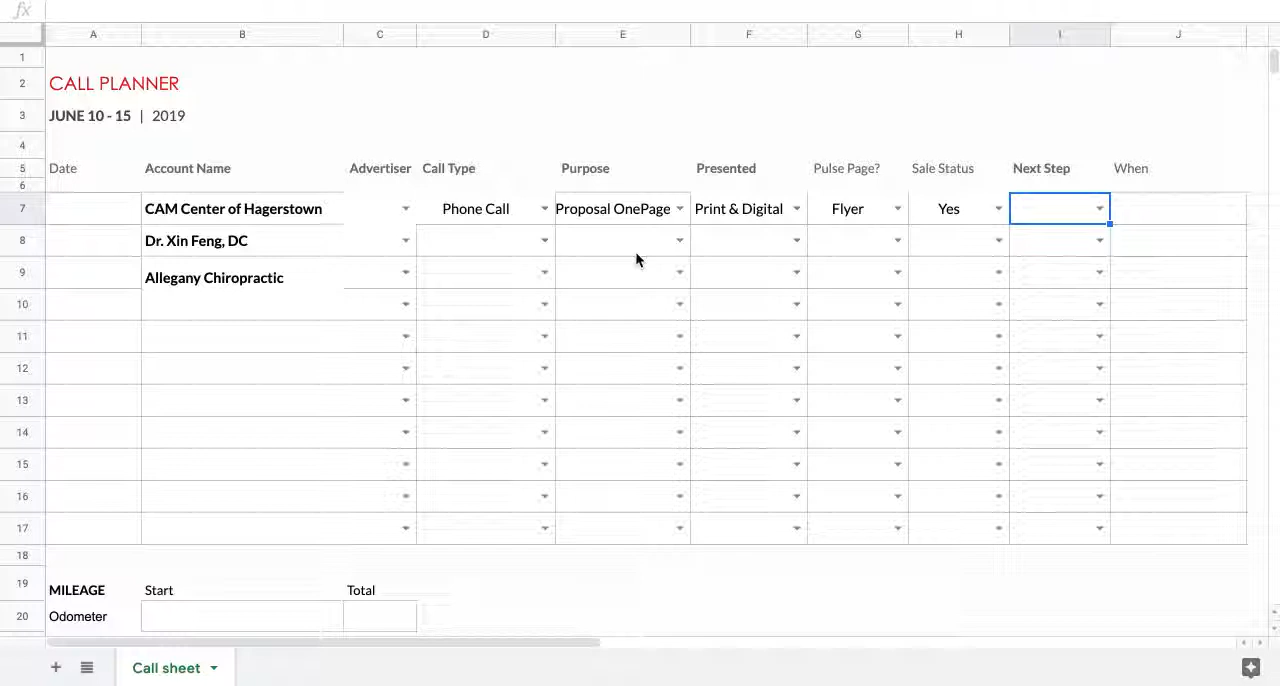 fx
A B C D E F G H I J
1
2 CALL PLANNER
3 JUNE 10 - 15 | 2019
4
5 Date Account Name Advertiser Call Type Purpose Presented Pulse Page? Sale Status Next Step When
6
7 CAM Center of Hagerstown Phone Call Proposal OnePage Print & Digital Flyer Yes
8 Dr. Xin Feng, DC
9 Allegany Chiropractic
10
11
12
13
14
15
16
17
18
19 MILEAGE Start Total
20 Odometer
Call sheet